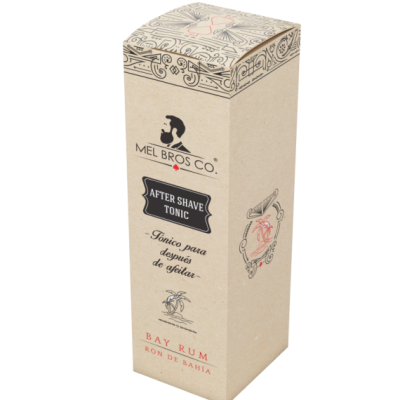 MEL BROS CO.®
AFTER SHAVE
TONIC
-Tónico para
después
de afeitar-
BAY RUM
RON DE BAHÍA